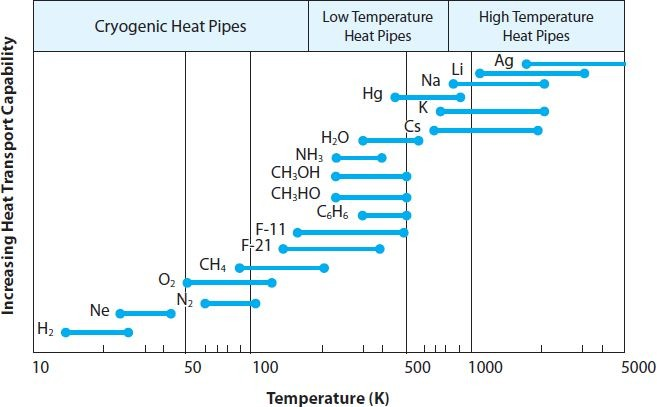 Cryogenic Heat Pipes
Low Temperature
Heat Pipes
High Temperature
Heat Pipes
Increasing Heat Transport Capability
Ag
Li
Na
Hg
K
Cs
H₂O
NH₃
CH₃OH
CH₃HO
C₆H₆
F-11
F-21
CH₄
O₂
N₂
Ne
H₂
10 50 100 500 1000 5000
Temperature (K)